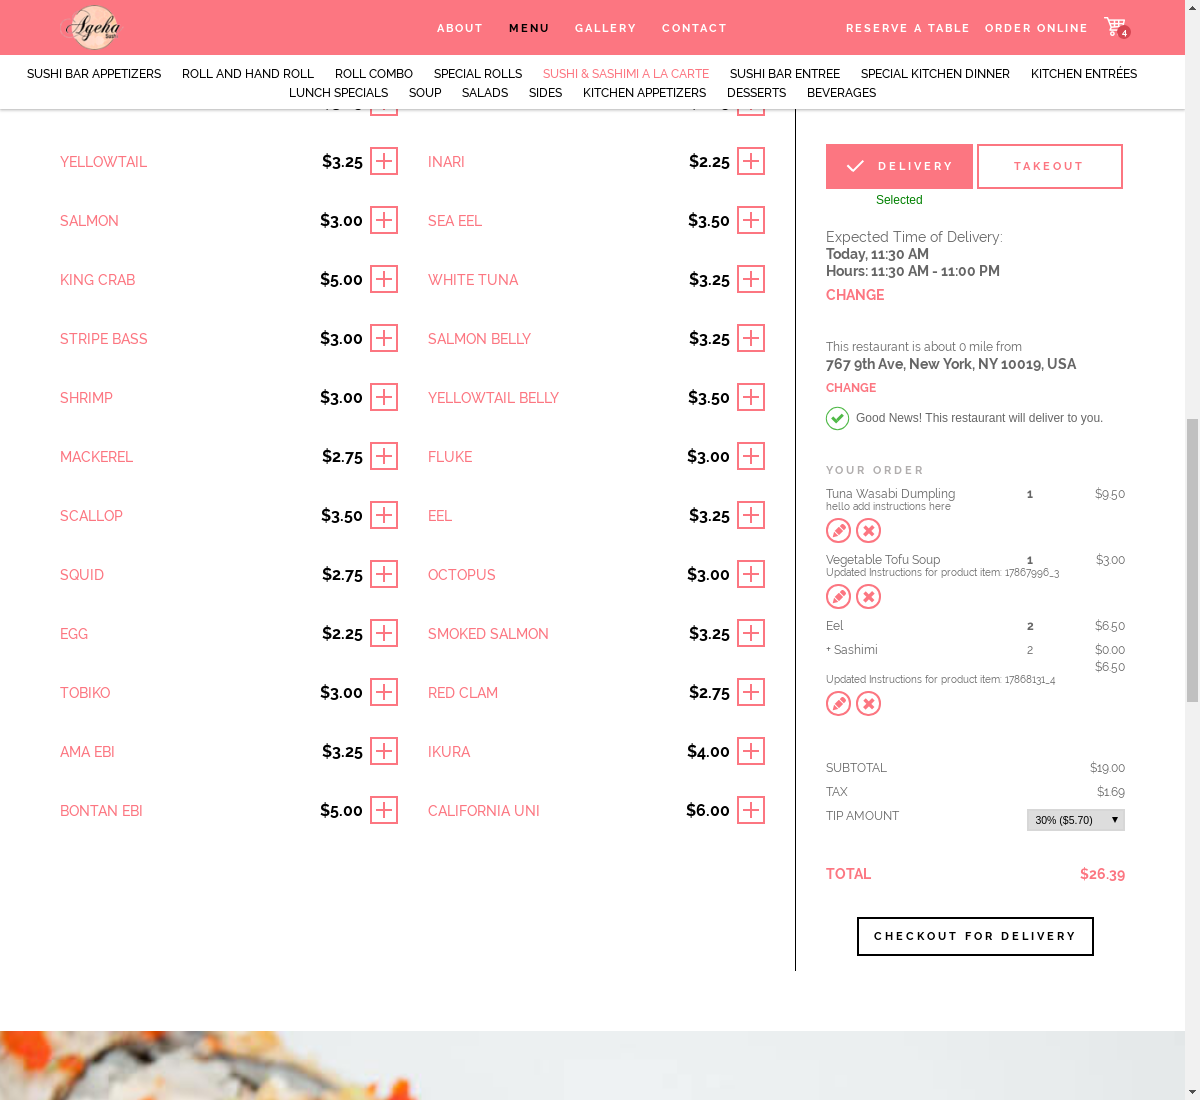 Ageha
ABOUT MENU GALLERY CONTACT
RESERVE A TABLE ORDER ONLINE 4
SUSHI BAR APPETIZERS ROLL AND HAND ROLL ROLL COMBO SPECIAL ROLLS SUSHI & SASHIMI A LA CARTE SUSHI BAR ENTREE SPECIAL KITCHEN DINNER KITCHEN ENTRÉES
LUNCH SPECIALS SOUP SALADS SIDES KITCHEN APPETIZERS DESSERTS BEVERAGES
YELLOWTAIL $3.25 INARI $2.25
SALMON $3.00 SEA EEL $3.50
KING CRAB $5.00 WHITE TUNA $3.25
STRIPE BASS $3.00 SALMON BELLY $3.25
SHRIMP $3.00 YELLOWTAIL BELLY $3.50
MACKEREL $2.75 FLUKE $3.00
SCALLOP $3.50 EEL $3.25
SQUID $2.75 OCTOPUS $3.00
EGG $2.25 SMOKED SALMON $3.25
TOBIKO $3.00 RED CLAM $2.75
AMA EBI $3.25 IKURA $4.00
BONTAN EBI $5.00 CALIFORNIA UNI $6.00
DELIVERY TAKEOUT
Selected
Expected Time of Delivery:
Today, 11:30 AM
Hours: 11:30 AM - 11:00 PM
CHANGE
This restaurant is about 0 mile from
767 9th Ave, New York, NY 10019, USA
CHANGE
Good News! This restaurant will deliver to you.
YOUR ORDER
Tuna Wasabi Dumpling 1 $9.50
hello add instructions here
Vegetable Tofu Soup 1 $3.00
Updated Instructions for product item: 17867996_3
Eel 2 $6.50
+ Sashimi 2 $0.00
$6.50
Updated Instructions for product item: 17868131_4
SUBTOTAL $19.00
TAX $1.69
TIP AMOUNT 30% ($5.70)
TOTAL $26.39
CHECKOUT FOR DELIVERY